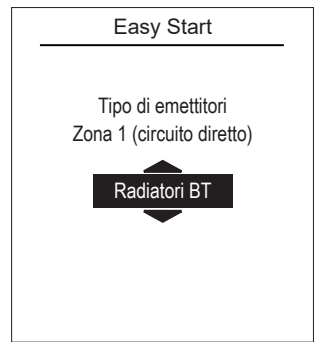 Easy Start
Tipo di emettitori
Zona 1 (circuito diretto)
Radiatori BT